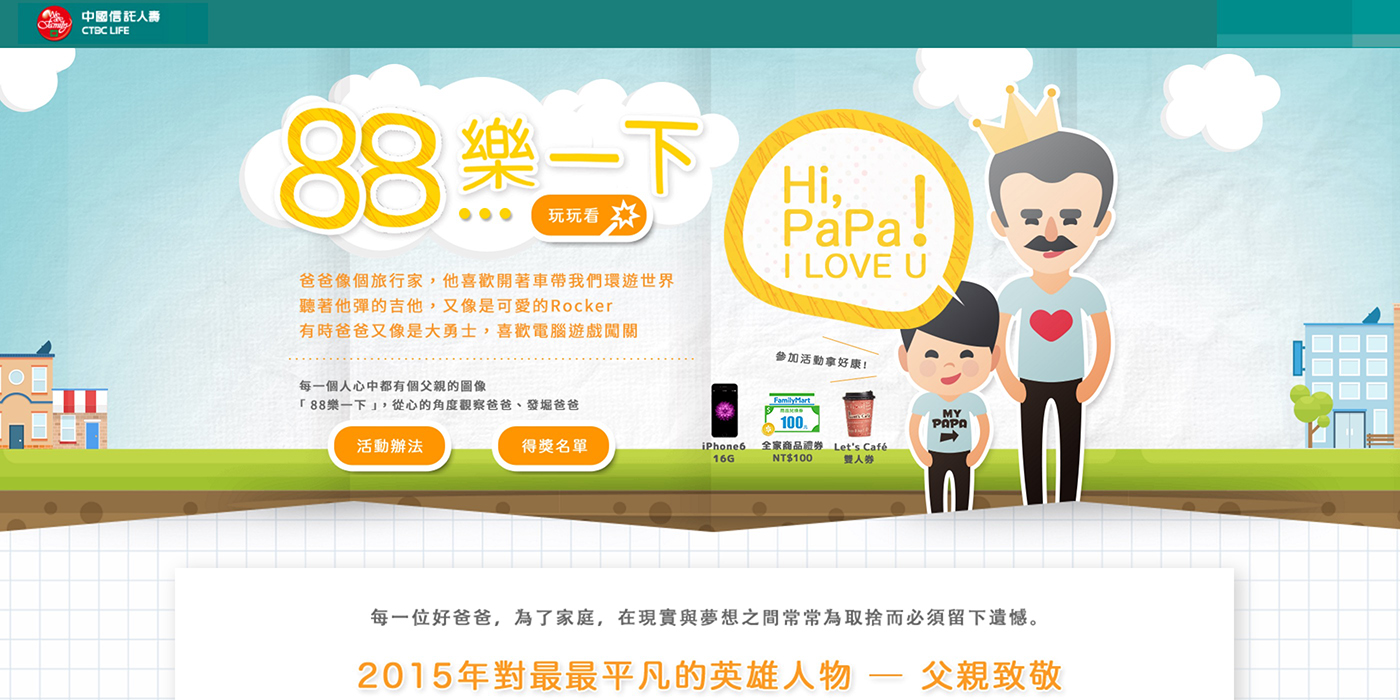 中國信託人壽
CTBC LIFE
88樂一下
...
玩玩看
Hi,
PaPa!
I LOVE U
爸爸像個旅行家，他喜歡開著車帶我們環遊世界
聽著他彈的吉他，又像是可愛的Rocker
有時爸爸又像是大勇士，喜歡電腦遊戲闖關
每一個人心中都有個父親的圖像
「 88樂一下 」，從心的角度觀察爸爸、發掘爸爸
活動辦法
得獎名單
參加活動拿好康!
FamilyMart
100元
iPhone6
16G
全家商品禮券
NT$100
Let's Café
雙人券
MY
PAPA
每一位好爸爸，為了家庭，在現實與夢想之間常常為取捨而必須留下遺憾。
2015年對最最平凡的英雄人物 — 父親致敬